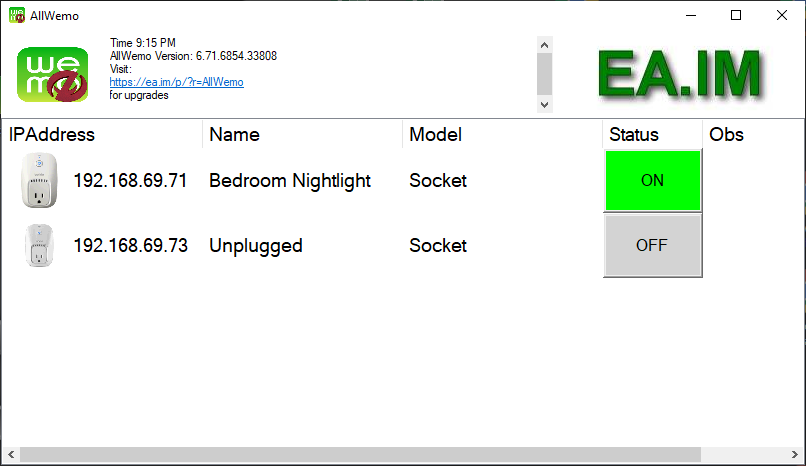 AllWemo
wemo
Time 9:15 PM
AllWemo Version: 6.71.6854.33808
Visit:
https://ea.im/p/?r=AllWemo
for upgrades
EA.IM
IPAddress Name Model Status Obs
192.168.69.71 Bedroom Nightlight Socket ON
192.168.69.73 Unplugged Socket OFF